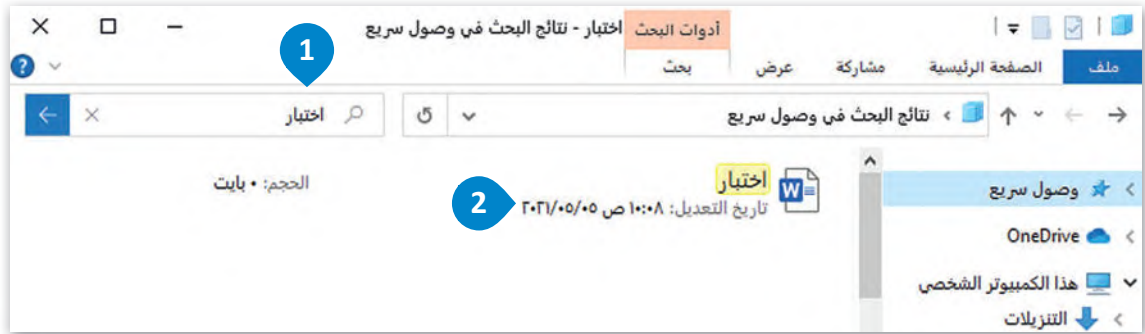 أدوات البحث اختبار - نتائج البحث في وصول سريع
1
ملف الصفحة الرئيسية مشاركة عرض بحث
نتائج البحث في وصول سريع
اختبار
وصول سريع
OneDrive
هذا الكمبيوتر الشخصي
التنزيلات
اختبار
تاريخ التعديل: ١٠:٠٨ ص ٢٠٢١/٠٥/٠٥
2
الحجم: ٠ بايت